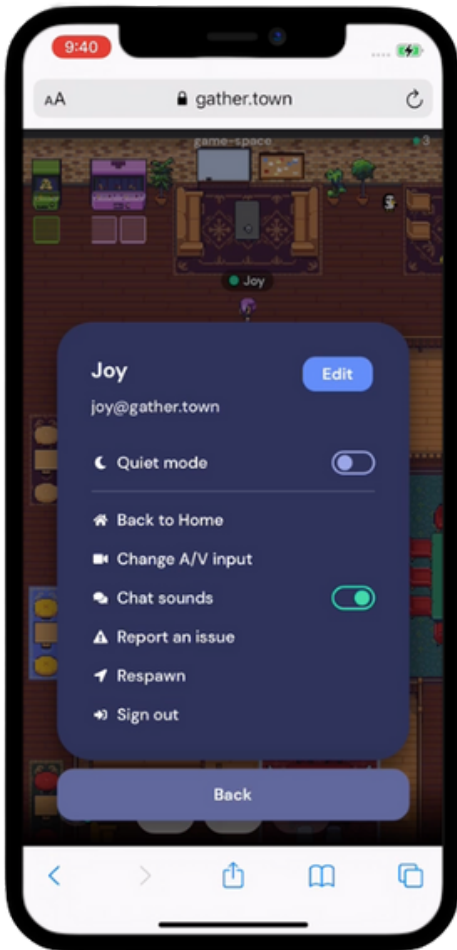 9:40
AA gather.town
game-space 3
Joy
Joy Edit
joy@gather.town
Quiet mode
Back to Home
Change A/V input
Chat sounds
Report an issue
Respawn
Sign out
Back